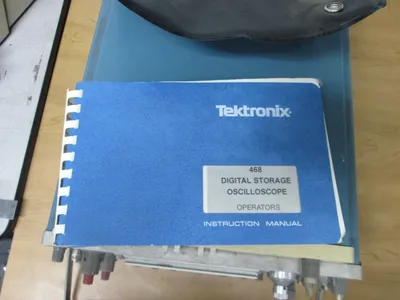 Tektronix
468
DIGITAL STORAGE
OSCILLOSCOPE
OPERATORS
INSTRUCTION MANUAL